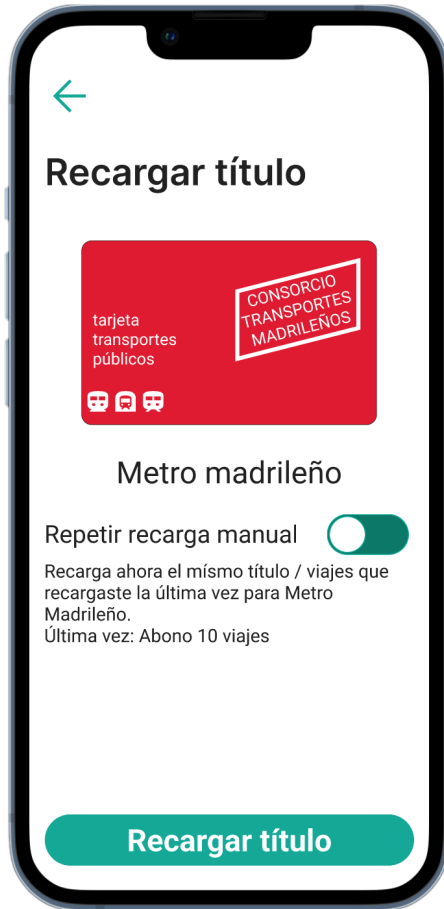 Recargar título
tarjeta
transportes
públicos
CONSORCIO
TRANSPORTES
MADRILEÑOS
Metro madrileño
Repetir recarga manual
Recarga ahora el mísmo título / viajes que
recargaste la última vez para Metro
Madrileño.
Última vez: Abono 10 viajes
Recargar título